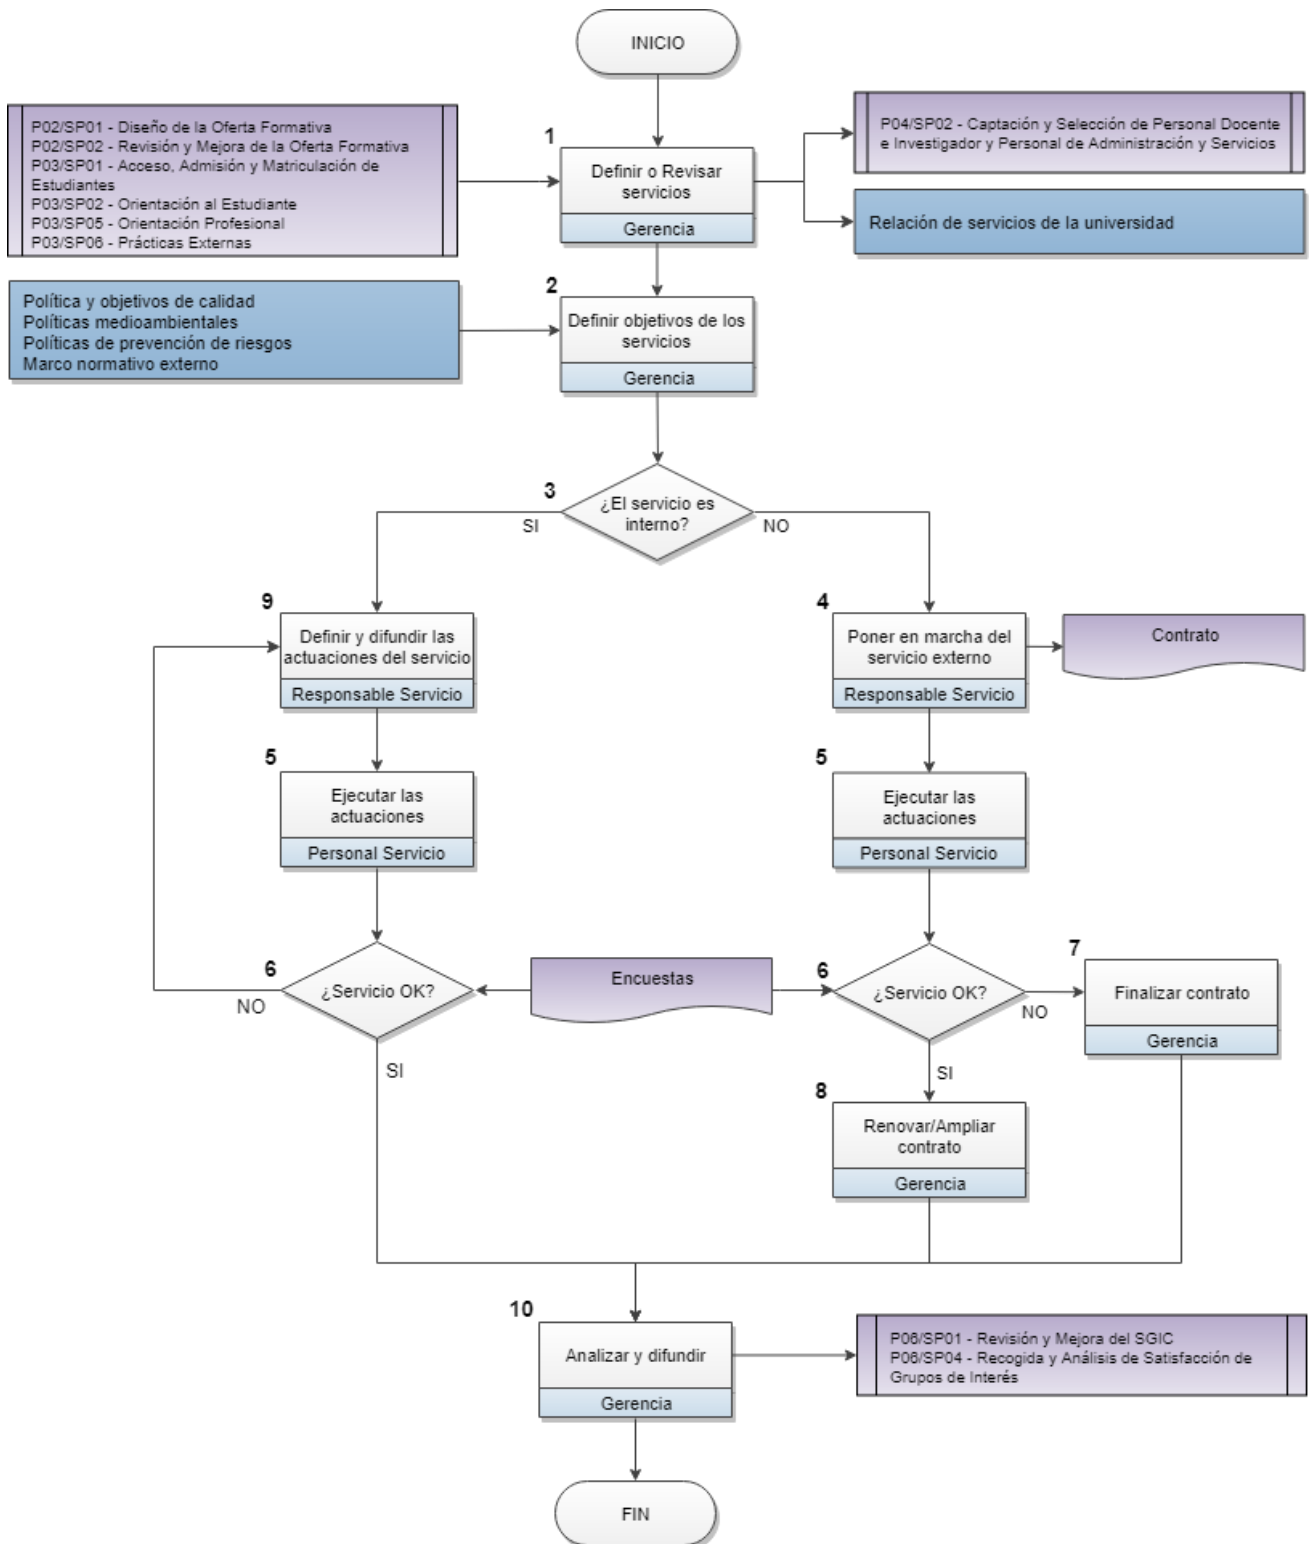 INICIO
P02/SP01 - Diseño de la Oferta Formativa
P02/SP02 - Revisión y Mejora de la Oferta Formativa
P03/SP01 - Acceso, Admisión y Matriculación de
Estudiantes
P03/SP02 - Orientación al Estudiante
P03/SP05 - Orientación Profesional
P03/SP06 - Prácticas Externas
1
Definir o Revisar
servicios
Gerencia
P04/SP02 - Captación y Selección de Personal Docente
e Investigador y Personal de Administración y Servicios
Relación de servicios de la universidad
Política y objetivos de calidad
Políticas medioambientales
Políticas de prevención de riesgos
Marco normativo externo
2
Definir objetivos de los
servicios
Gerencia
3
¿El servicio es
interno?
SI
NO
9
Definir y difundir las
actuaciones del servicio
Responsable Servicio
4
Poner en marcha del
servicio externo
Responsable Servicio
Contrato
5
Ejecutar las
actuaciones
Personal Servicio
5
Ejecutar las
actuaciones
Personal Servicio
6
¿Servicio OK?
NO
SI
Encuestas
6
¿Servicio OK?
NO
SI
7
Finalizar contrato
Gerencia
8
Renovar/Ampliar
contrato
Gerencia
10
Analizar y difundir
Gerencia
P06/SP01 - Revisión y Mejora del SGIC
P06/SP04 - Recogida y Análisis de Satisfacción de
Grupos de Interés
FIN